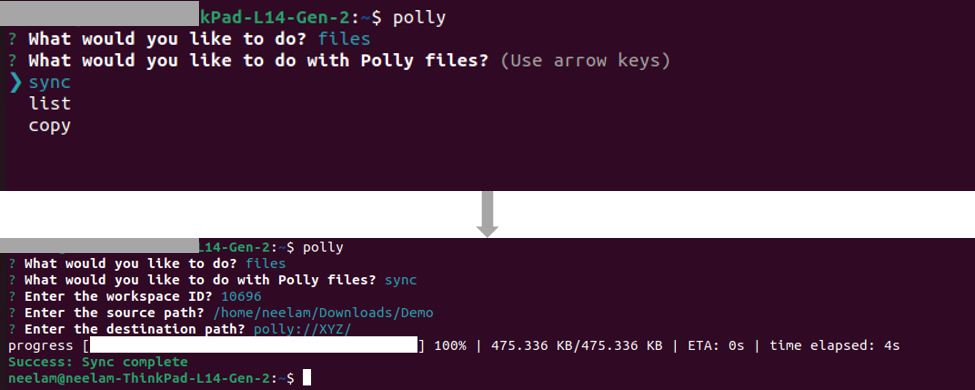 kPad-L14-Gen-2:~$ polly
? What would you like to do? files
? What would you like to do with Polly files? (Use arrow keys)
❯ sync
list
copy
L14-Gen-2:~$ polly
? What would you like to do? files
? What would you like to do with Polly files? sync
? Enter the workspace ID? 10696
? Enter the source path? /home/neelam/Downloads/Demo
? Enter the destination path? polly://XYZ/
progress [] 100% | 475.336 KB/475.336 KB | ETA: 0s | time elapsed: 4s
Success: Sync complete
neelam@neelam-ThinkPad-L14-Gen-2:~$